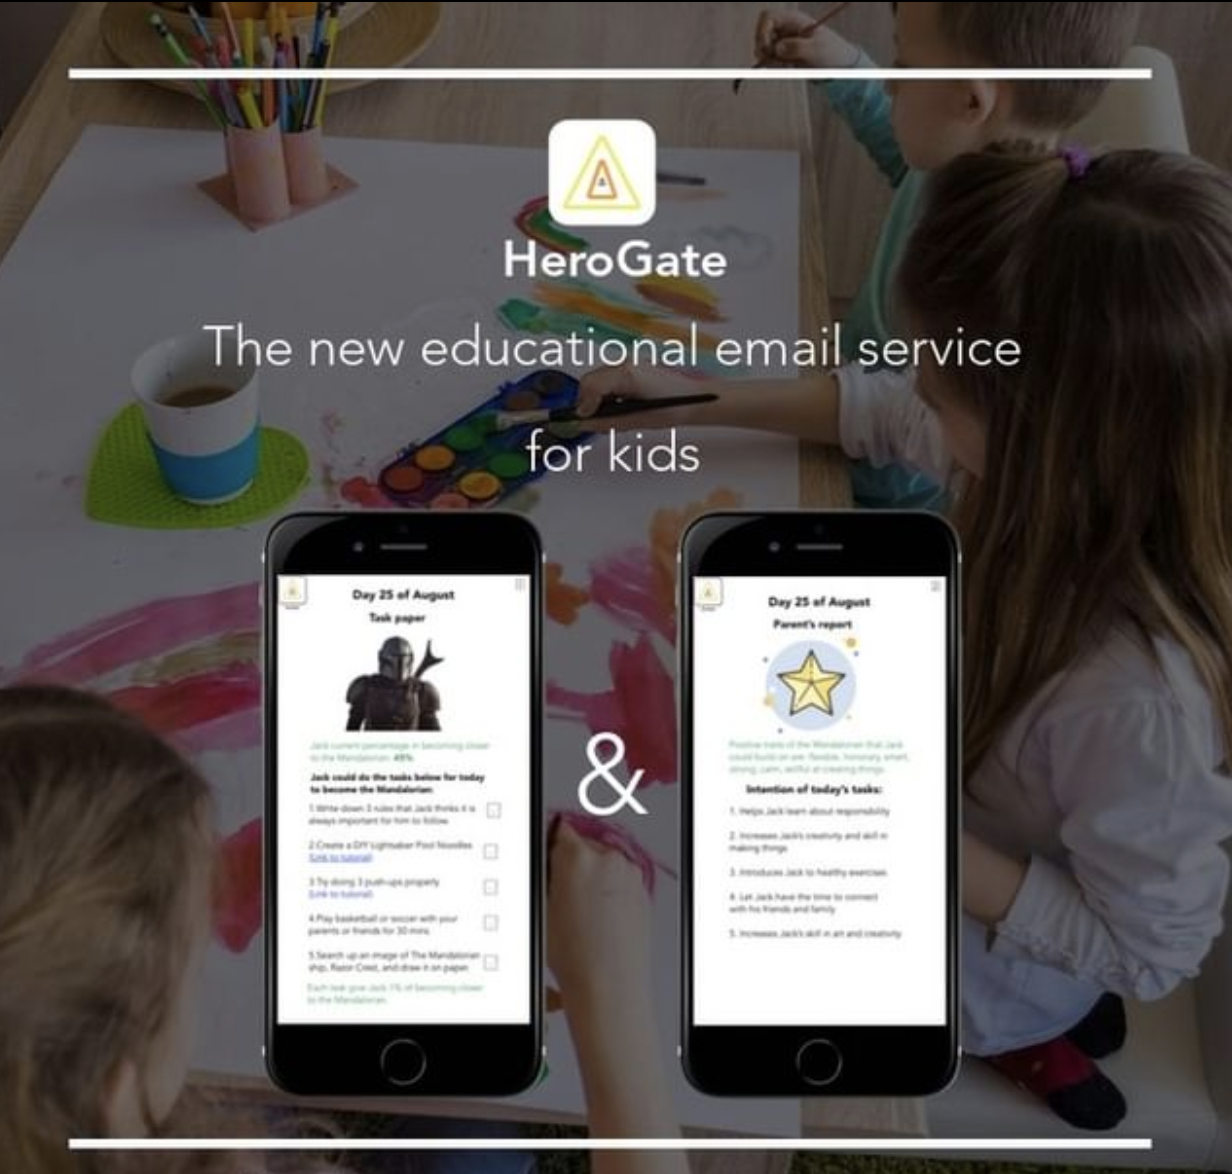 HeroGate
The new educational email service
for kids
Day 25 of August
Task paper
Jack current percentage in becoming closer
to the Mandalorian: 45%
Jack could do the tasks below for today
to become the Mandalorian:
1.Write down 3 rules that Jack thinks it is
always important for him to follow.
2.Create a DIY Lightsaber Pool Noodles
(Link to tutorial)
3.Try doing 3 push-ups properly
(Link to tutorial)
4.Play basketball or soccer with your
parents or friends for 30 mins.
5.Search up an image of The Mandalorian
ship, Razor Crest, and draw it on paper.
Each task give Jack 1% of becoming closer
to the Mandalorian.
&
Day 25 of August
Parent's report
Positive traits of the Mandalorian that Jack
could build on are: flexible, honorary, smart,
strong, calm, skillful at creating things.
Intention of today's tasks:
1. Helps Jack learn about responsibility
2. Increases Jack's creativity and skill in
making things
3. Introduces Jack to healthy exercises
4. Let Jack have the time to connect
with his friends and family
5. Increases Jack's skill in art and creativity